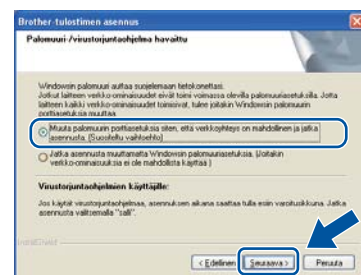 Brother-tulostimen asennus
Palomuuri-/virustorjuntaohjelma havaittu
Windowsin palomuuri auttaa suojelemaan tietokonettasi.
Jotkut laitteen verkko-ominaisuudet eivät toimi voimassa olevilla palomuuriasetuksilla. Jotta
laitteen kaikki verkko-ominaisuudet toimisivat, tulee joitakin Windowsin palomuurin
porttiasetuksia muuttaa.
Muuta palomuurin porttiasetuksia siten, että verkkoyhteys on mahdollinen ja jatka
asennusta. (Suositeltu vaihtoehto)
Jatka asennusta muuttamatta Windowsin palomuuriasetuksia. (Joitakin
verkko-ominaisuuksia ei ole mahdollista käyttää.)
Virustorjuntaohjelmien käyttäjille:
Jos käytät virustorjuntaohjelmaa, asennuksen aikana saattaa tulla esiin varoitusikkuna. Jatka
asennusta valitsemalla "salli".
InstallShield
< Edellinen
Seuraava >
Peruuta